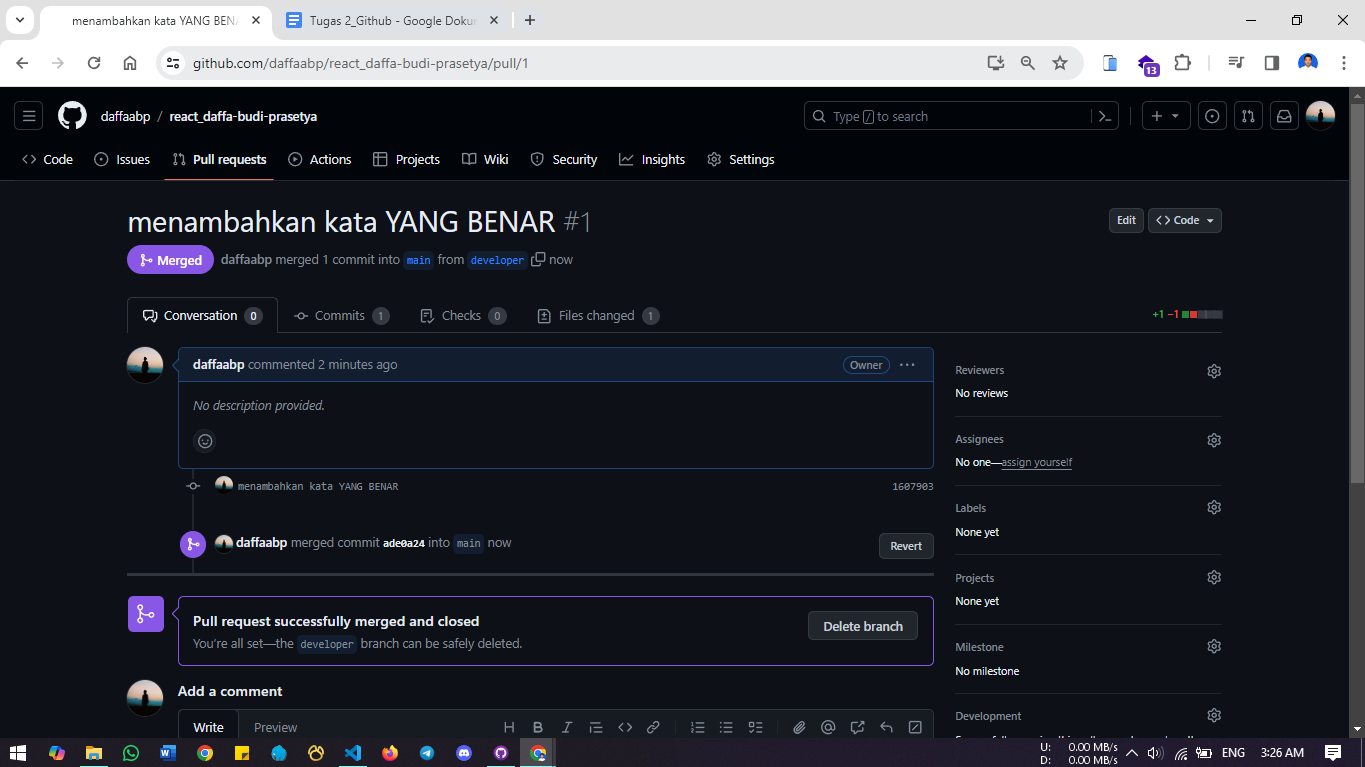 menambahkan kata YANG BENA
Tugas 2_Github - Google Doku
github.com/daffaabp/react_daffa-budi-prasetya/pull/1
13
daffaabp / react_daffa-budi-prasetya
Type / to search
Code Issues Pull requests Actions Projects Wiki Security Insights Settings
menambahkan kata YANG BENAR #1
Edit
<> Code
Merged daffaabp merged 1 commit into main from developer now
Conversation 0 Commits 1 Checks 0 Files changed 1
+1 −1
daffaabp commented 2 minutes ago
Owner
No description provided.
menambahkan kata YANG BENAR
1607903
daffaabp merged commit ade0a24 into main now
Revert
Pull request successfully merged and closed
You're all set—the developer branch can be safely deleted.
Delete branch
Add a comment
Write Preview
Reviewers
No reviews
Assignees
No one—assign yourself
Labels
None yet
Projects
None yet
Milestone
No milestone
Development
U: 0.00 MB/s
D: 0.00 MB/s
ENG 3:26 AM